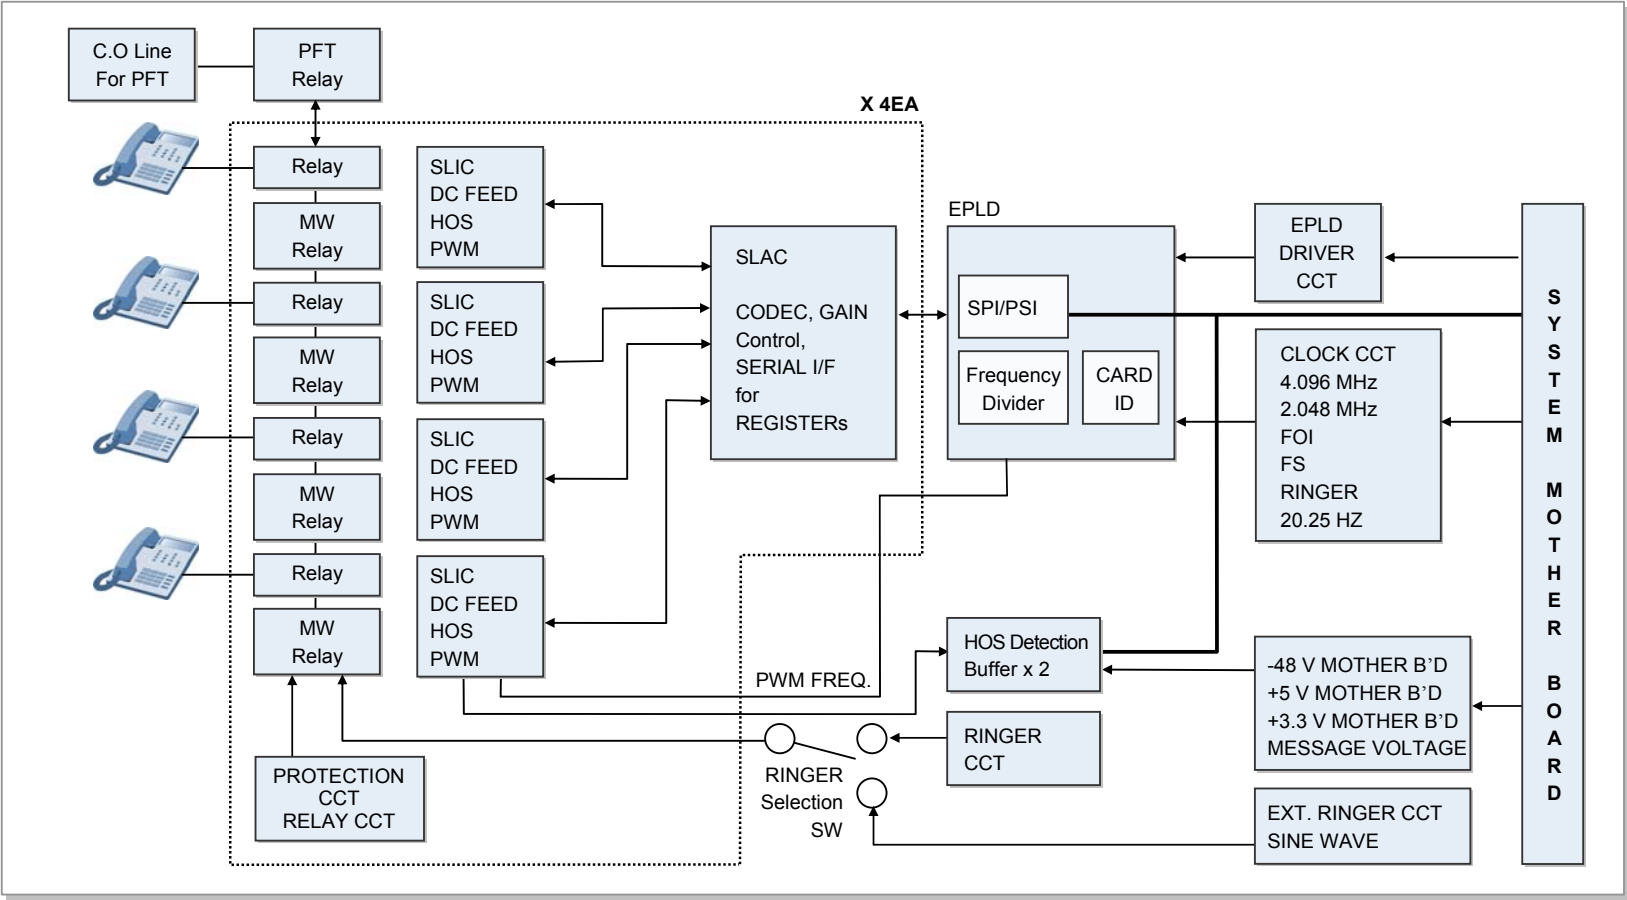 C.O Line
For PFT
PFT
Relay
X 4EA
Relay
MW
Relay
Relay
MW
Relay
Relay
MW
Relay
Relay
MW
Relay
PROTECTION
CCT
RELAY CCT
SLIC
DC FEED
HOS
PWM
SLIC
DC FEED
HOS
PWM
SLIC
DC FEED
HOS
PWM
SLIC
DC FEED
HOS
PWM
SLAC
CODEC, GAIN
Control,
SERIAL I/F
for
REGISTERs
EPLD
SPI/PSI
Frequency
Divider
CARD
ID
EPLD
DRIVER
CCT
CLOCK CCT
4.096 MHz
2.048 MHz
FOI
FS
RINGER
20.25 HZ
HOS Detection
Buffer x 2
PWM FREQ.
RINGER
CCT
RINGER
Selection
SW
-48 V MOTHER B’D
+5 V MOTHER B’D
+3.3 V MOTHER B’D
MESSAGE VOLTAGE
EXT. RINGER CCT
SINE WAVE
SYSTEM MOTHER BOARD